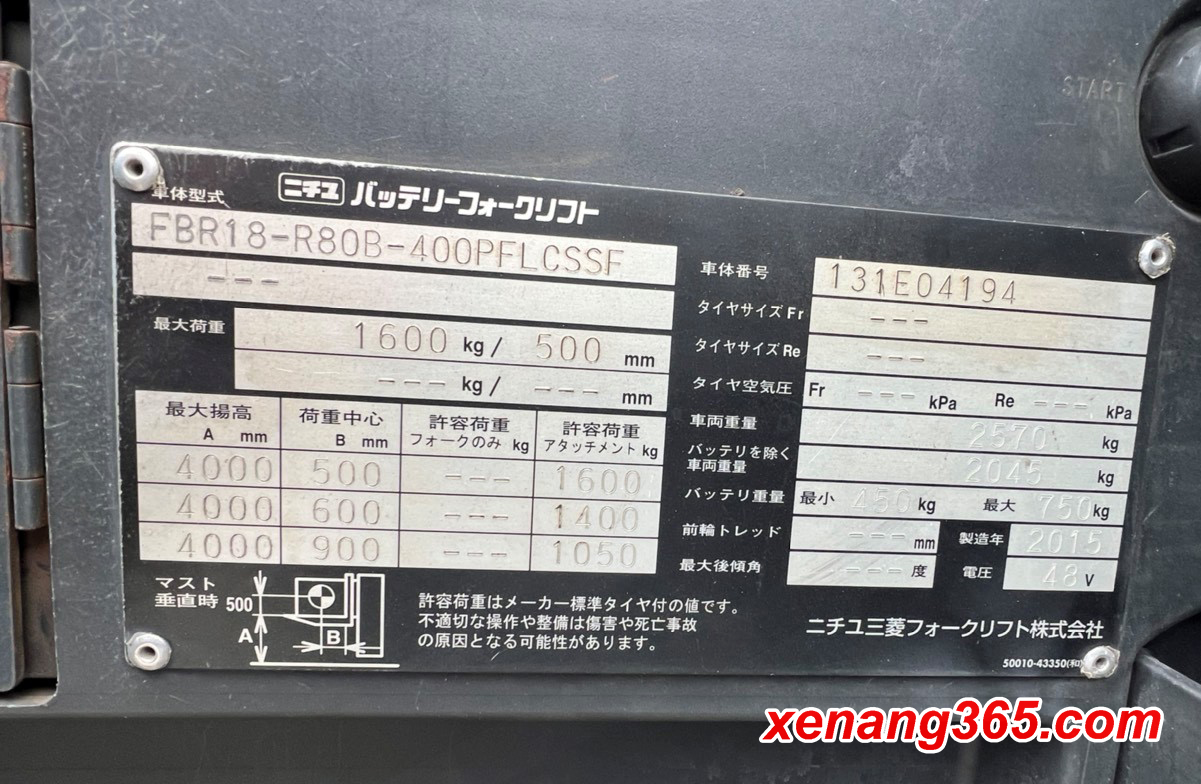 START
ニチユ バッテリーフォークリフト
車体型式
FBR18-R80B-400PFLCSSF
---
最大荷重 1600 kg / 500 mm
--- kg / --- mm
最大揚高 A mm 荷重中心 B mm 許容荷重 フォークのみ kg 許容荷重 アタッチメント kg
4000 500 --- 1600
4000 600 --- 1400
4000 900 --- 1050
マスト垂直時 500 A B
許容荷重はメーカー標準タイヤ付の値です。
不適切な操作や整備は傷害や死亡事故
の原因となる可能性があります。
車体番号 131E04194
タイヤサイズ Fr ---
タイヤサイズ Re ---
タイヤ空気圧 Fr --- kPa Re --- kPa
車両重量 2570 kg
バッテリを除く車両重量 2045 kg
バッテリ重量 最小 450 kg 最大 750 kg
前輪トレッド --- mm 製造年 2015
最大後傾角 --- 度 電圧 48 V
ニチユ三菱フォークリフト株式会社
50010-43350(和)
xenang365.com